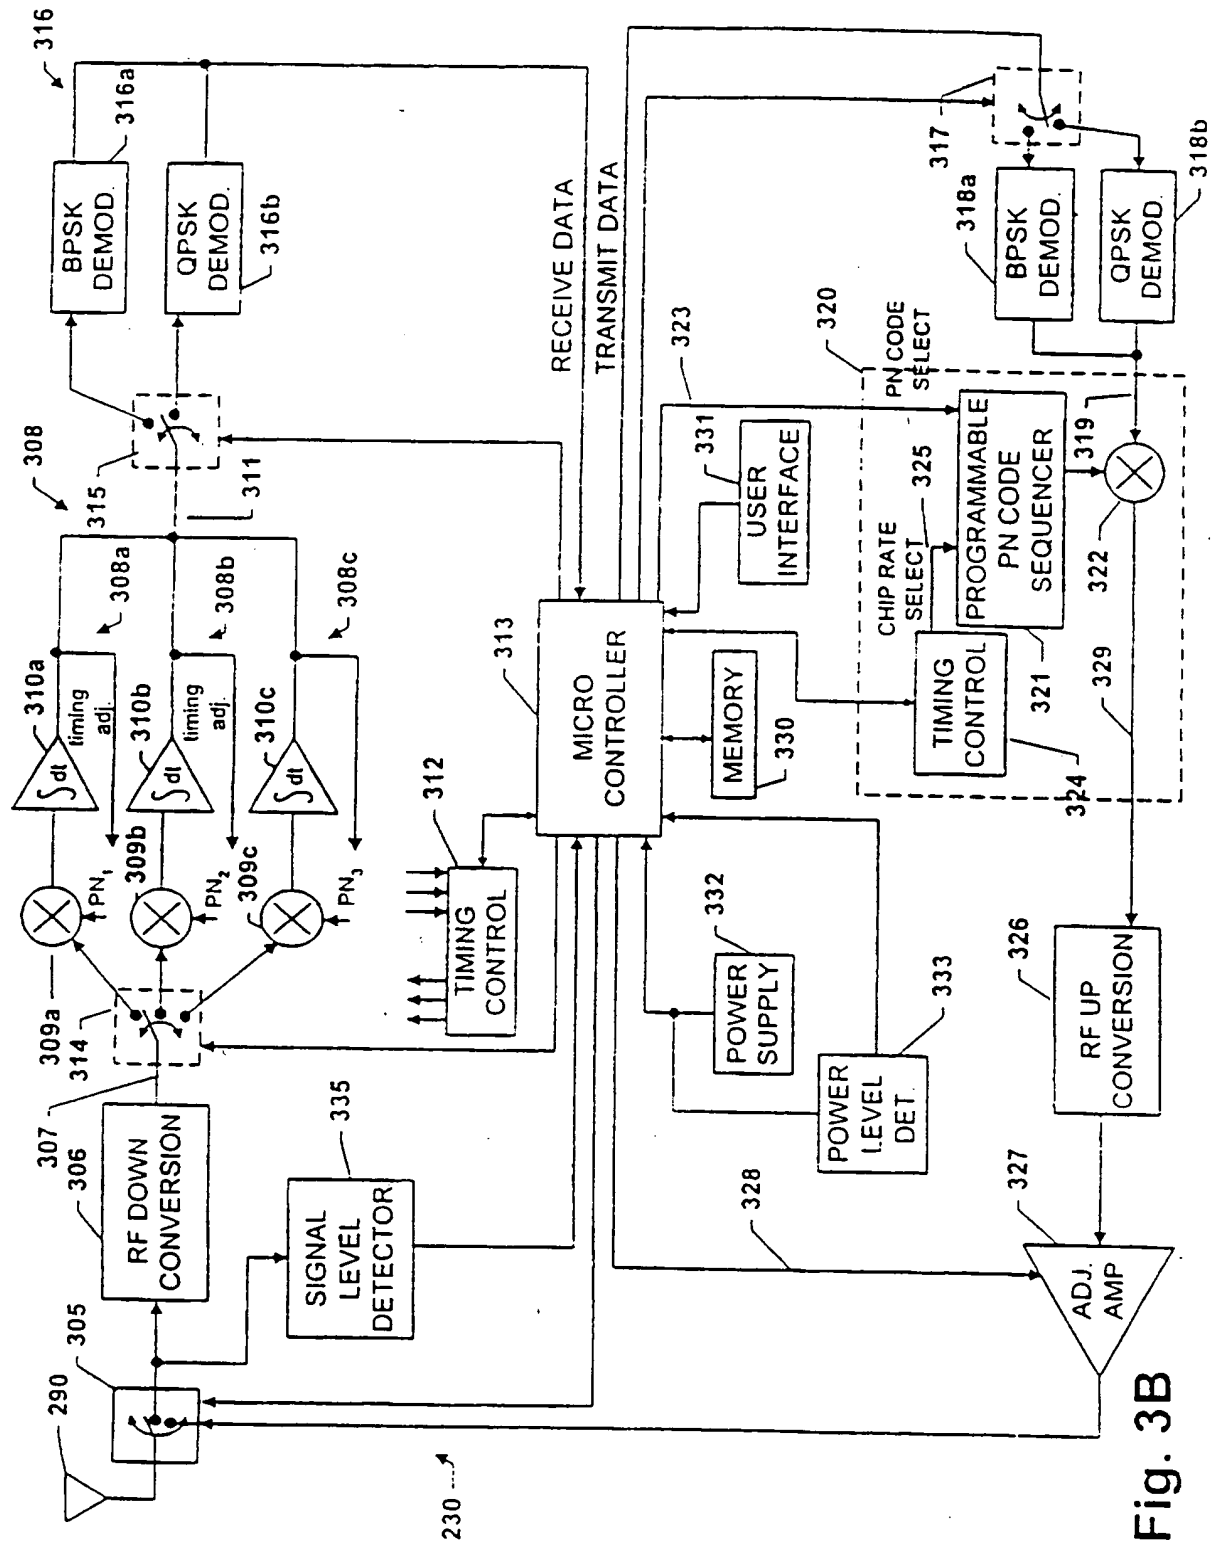 290
305
RF DOWN
CONVERSION
306
307
309a
314
PN1
309b
PN2
309c
PN3
∫dt
310a
timing
adj.
308a
∫dt
310b
timing
adj.
308b
∫dt
310c
308c
308
311
315
BPSK
DEMOD.
316a
QPSK
DEMOD.
316b
316
SIGNAL
LEVEL
DETECTOR
335
TIMING
CONTROL
312
MICRO
CONTROLLER
313
RECEIVE DATA
TRANSMIT DATA
328
POWER
SUPPLY
332
POWER
LEVEL
DET.
333
MEMORY
330
USER
INTERFACE
331
323
317
BPSK
DEMOD.
318a
QPSK
DEMOD.
318b
320
PN CODE
SELECT
CHIP RATE
SELECT
325
PROGRAMMABLE
PN CODE
SEQUENCER
321
TIMING
CONTROL
324
319
322
329
RF UP
CONVERSION
326
ADJ.
AMP
327
230
Fig. 3B